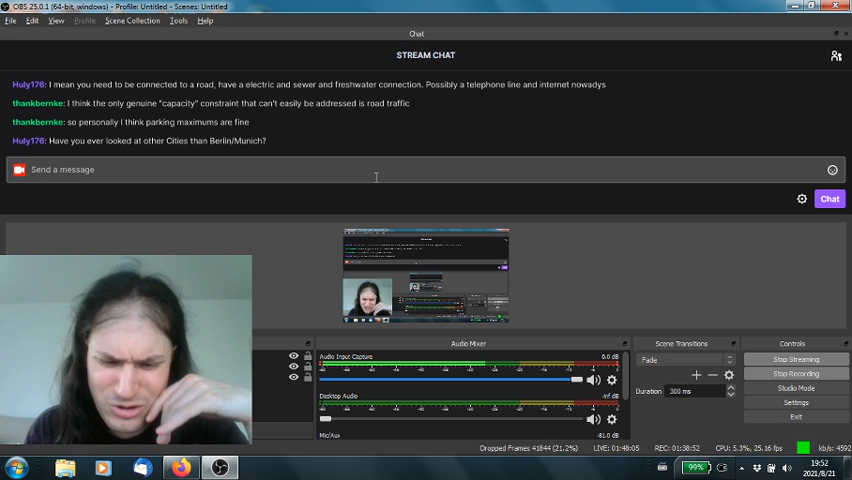 OBS 25.0.1 (64-bit, windows) - Profile: Untitled - Scenes: Untitled
File Edit View Profile Scene Collection Tools Help
Chat
STREAM CHAT
Huly176: I mean you need to be connected to a road, have a electric and sewer and freshwater connection. Possibly a telephone line and internet nowadys
thankbernke: I think the only genuine "capacity" constraint that can't easily be addressed is road traffic
thankbernke: so personally I think parking maximums are fine
Huly176: Have you ever looked at other Cities than Berlin/Munich?
Send a message
Chat
Audio Mixer
Scene Transitions
Controls
Audio Input Capture 0.0 dB
Fade
Stop Streaming
Stop Recording
Desktop Audio -inf dB
Duration 300 ms
Studio Mode
Settings
Exit
Mic/Aux -81.0 dB
Dropped Frames 41844 (21.2%) LIVE: 01:48:05 REC: 01:38:52 CPU: 5.3%, 25.16 fps kb/s: 4592
99%
19:52
2021/8/21